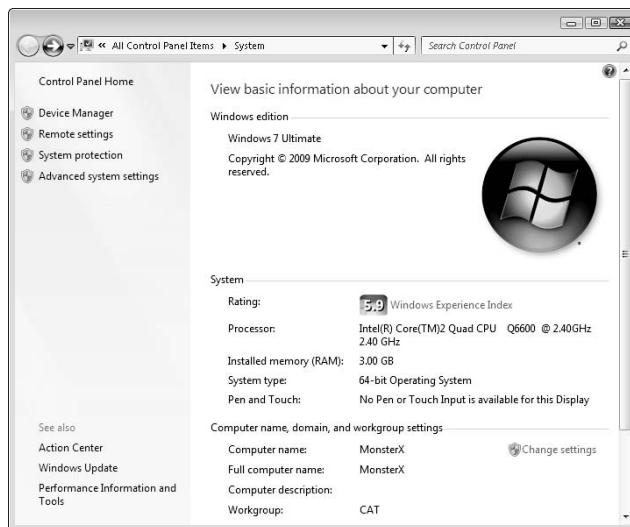 « All Control Panel Items ▸ System
Search Control Panel
Control Panel Home
Device Manager
Remote settings
System protection
Advanced system settings
See also
Action Center
Windows Update
Performance Information and
Tools
View basic information about your computer
Windows edition
Windows 7 Ultimate
Copyright © 2009 Microsoft Corporation. All rights
reserved.
System
Rating: 5.9 Windows Experience Index
Processor: Intel(R) Core(TM)2 Quad CPU Q6600 @ 2.40GHz
2.40 GHz
Installed memory (RAM): 3.00 GB
System type: 64-bit Operating System
Pen and Touch: No Pen or Touch Input is available for this Display
Computer name, domain, and workgroup settings
Computer name: MonsterX Change settings
Full computer name: MonsterX
Computer description:
Workgroup: CAT